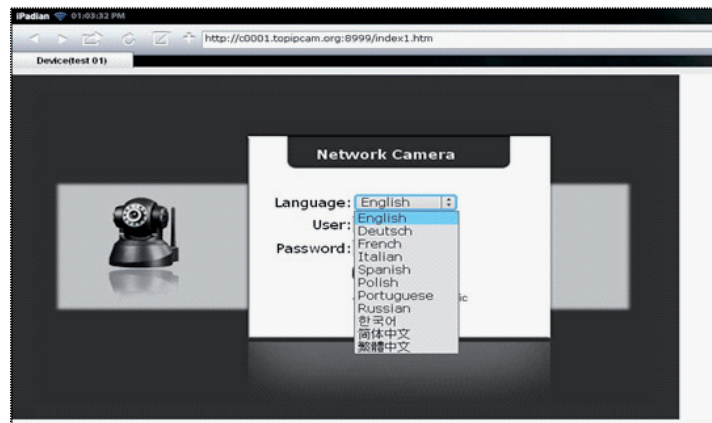 iPadian 01:03:32 PM
http://c0001.topipcam.org:8999/index1.htm
Device(test 01)
Network Camera
Language: English
User:
Password:
English
Deutsch
French
Italian
Spanish
Polish
Portuguese
Russian
한국어
简体中文
繁體中文
ic